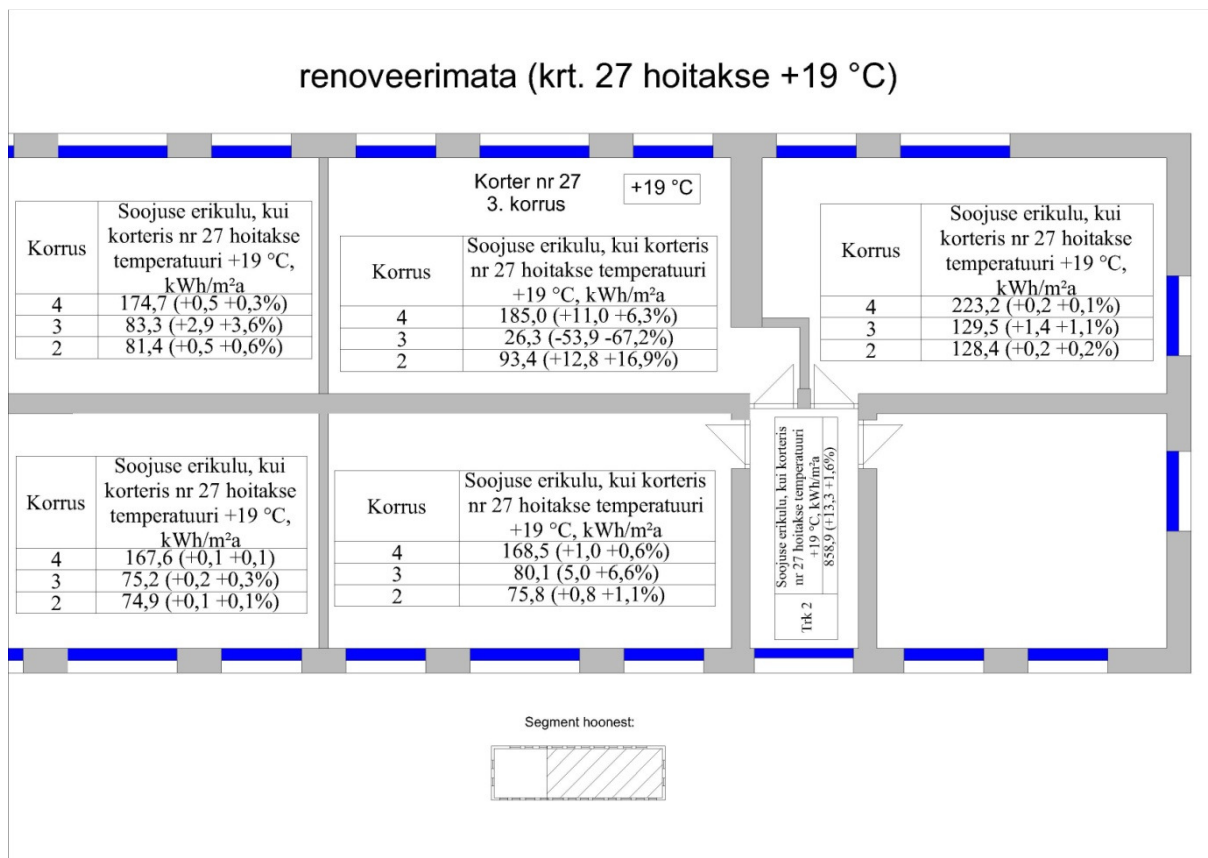 renoveerimata (krt. 27 hoitakse +19 °C)
Korrus
Soojuse erikulu, kui
korteris nr 27 hoitakse
temperatuuri +19 °C,
kWh/m²a
4 174,7 (+0,5 +0,3%)
3 83,3 (+2,9 +3,6%)
2 81,4 (+0,5 +0,6%)
Korter nr 27
3. korrus
+19 °C
Korrus
Soojuse erikulu, kui korteris
nr 27 hoitakse temperatuuri
+19 °C, kWh/m²a
4 185,0 (+11,0 +6,3%)
3 26,3 (-53,9 -67,2%)
2 93,4 (+12,8 +16,9%)
Korrus
Soojuse erikulu, kui
korteris nr 27 hoitakse
temperatuuri +19 °C,
kWh/m²a
4 223,2 (+0,2 +0,1%)
3 129,5 (+1,4 +1,1%)
2 128,4 (+0,2 +0,2%)
Korrus
Soojuse erikulu, kui
korteris nr 27 hoitakse
temperatuuri +19 °C,
kWh/m²a
4 167,6 (+0,1 +0,1)
3 75,2 (+0,2 +0,3%)
2 74,9 (+0,1 +0,1%)
Korrus
Soojuse erikulu, kui korteris
nr 27 hoitakse temperatuuri
+19 °C, kWh/m²a
4 168,5 (+1,0 +0,6%)
3 80,1 (5,0 +6,6%)
2 75,8 (+0,8 +1,1%)
Trk 2
Soojuse erikulu, kui korteris
nr 27 hoitakse temperatuuri
+19 °C, kWh/m²a
858,9 (+13,3 +1,6%)
Segment hoonest: